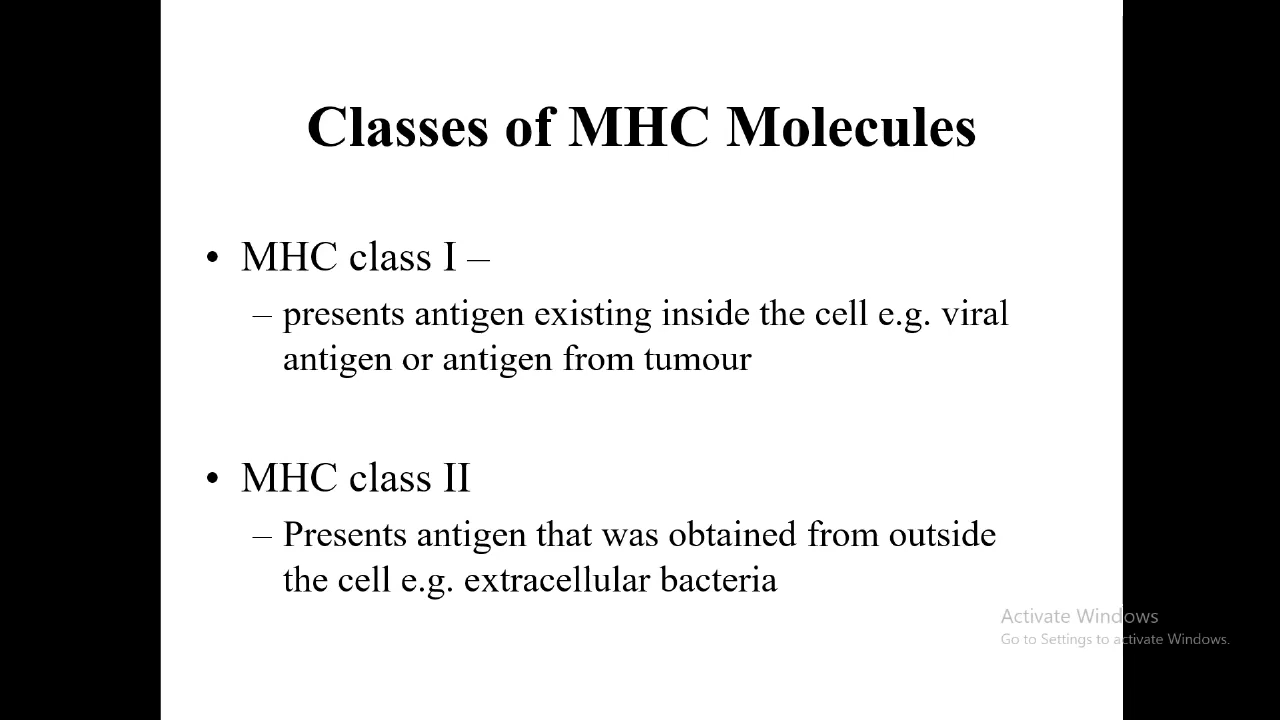 Classes of MHC Molecules
• MHC class I –
– presents antigen existing inside the cell e.g. viral
antigen or antigen from tumour
• MHC class II
– Presents antigen that was obtained from outside
the cell e.g. extracellular bacteria
Activate Windows
Go to Settings to activate Windows.